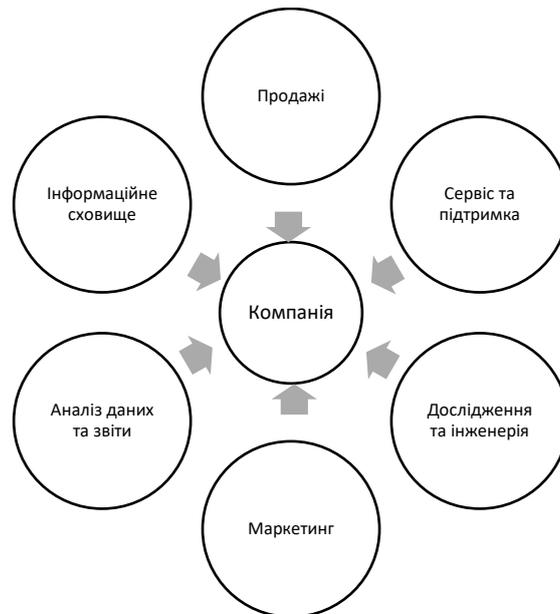 Продажі
Інформаційне
сховище
Сервіс та
підтримка
Компанія
Аналіз даних
та звіти
Дослідження
та інженерія
Маркетинг